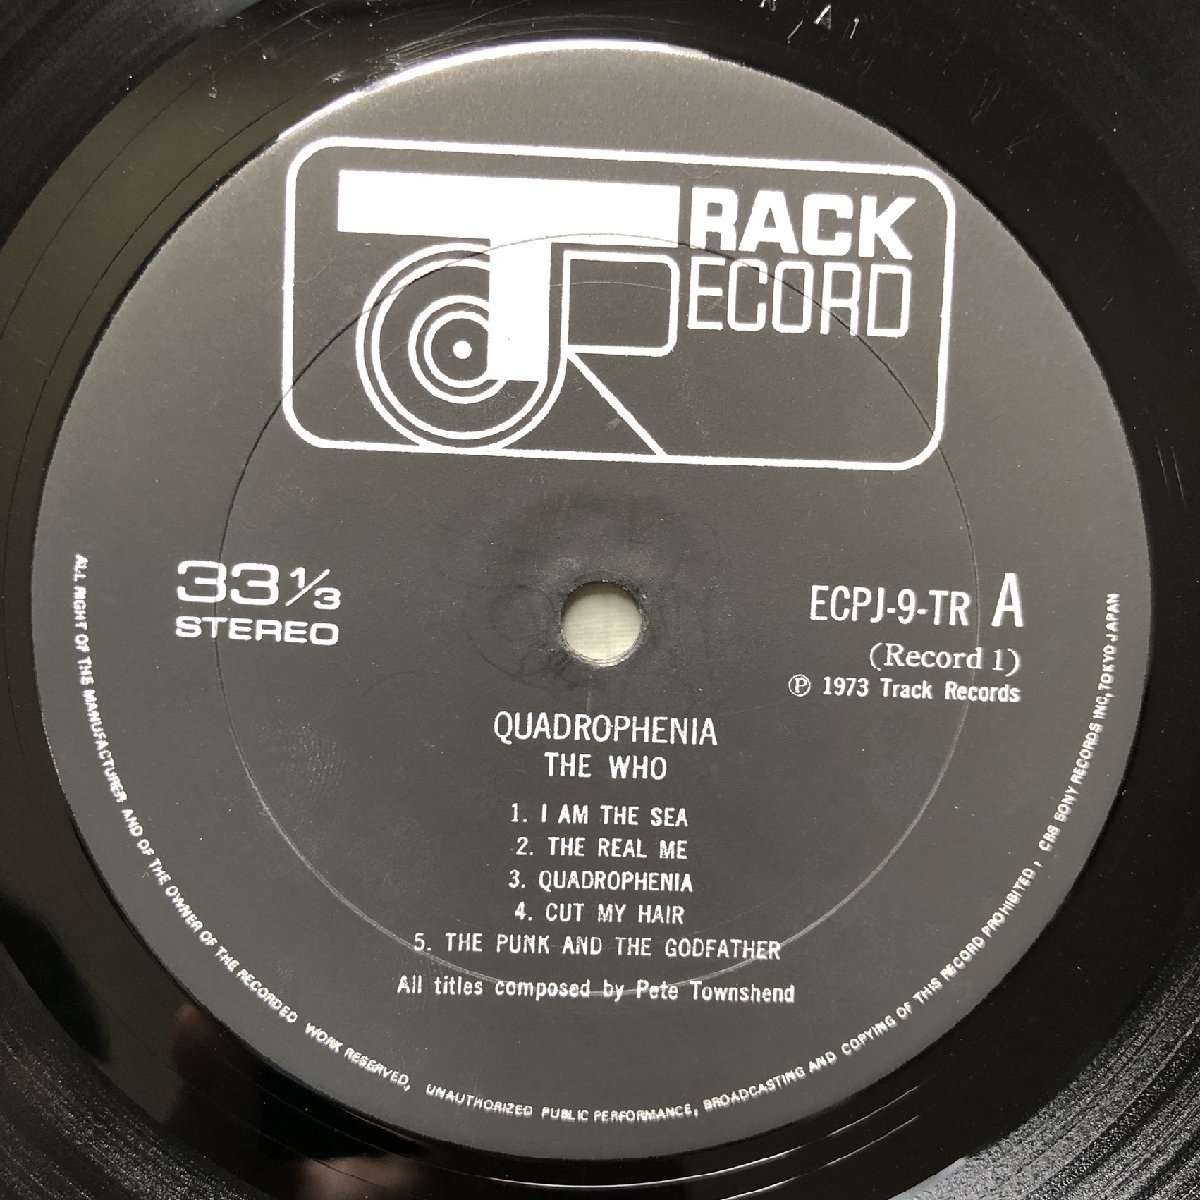 TRACK
RECORD
33 1/3
STEREO
ECPJ-9-TR A
(Record 1)
Ⓟ 1973 Track Records
QUADROPHENIA
THE WHO
1. I AM THE SEA
2. THE REAL ME
3. QUADROPHENIA
4. CUT MY HAIR
5. THE PUNK AND THE GODFATHER
All titles composed by Pete Townshend
ALL RIGHT OF THE MANUFACTURER AND OF THE OWNER OF THE RECORDED WORK RESERVED, UNAUTHORIZED PUBLIC PERFORMANCE, BROADCASTING AND COPYING OF THIS RECORD PROHIBITED, CBS SONY RECORDS INC, TOKYO JAPAN